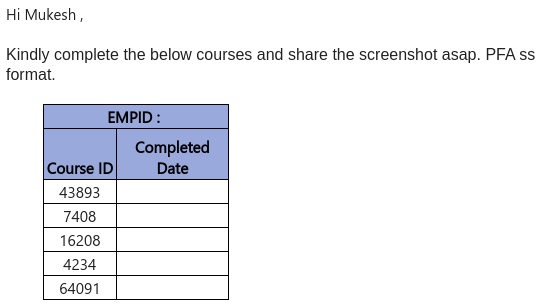 Hi Mukesh ,
Kindly complete the below courses and share the screenshot asap. PFA ss
format.
EMPID :
Course ID Completed Date
43893
7408
16208
4234
64091